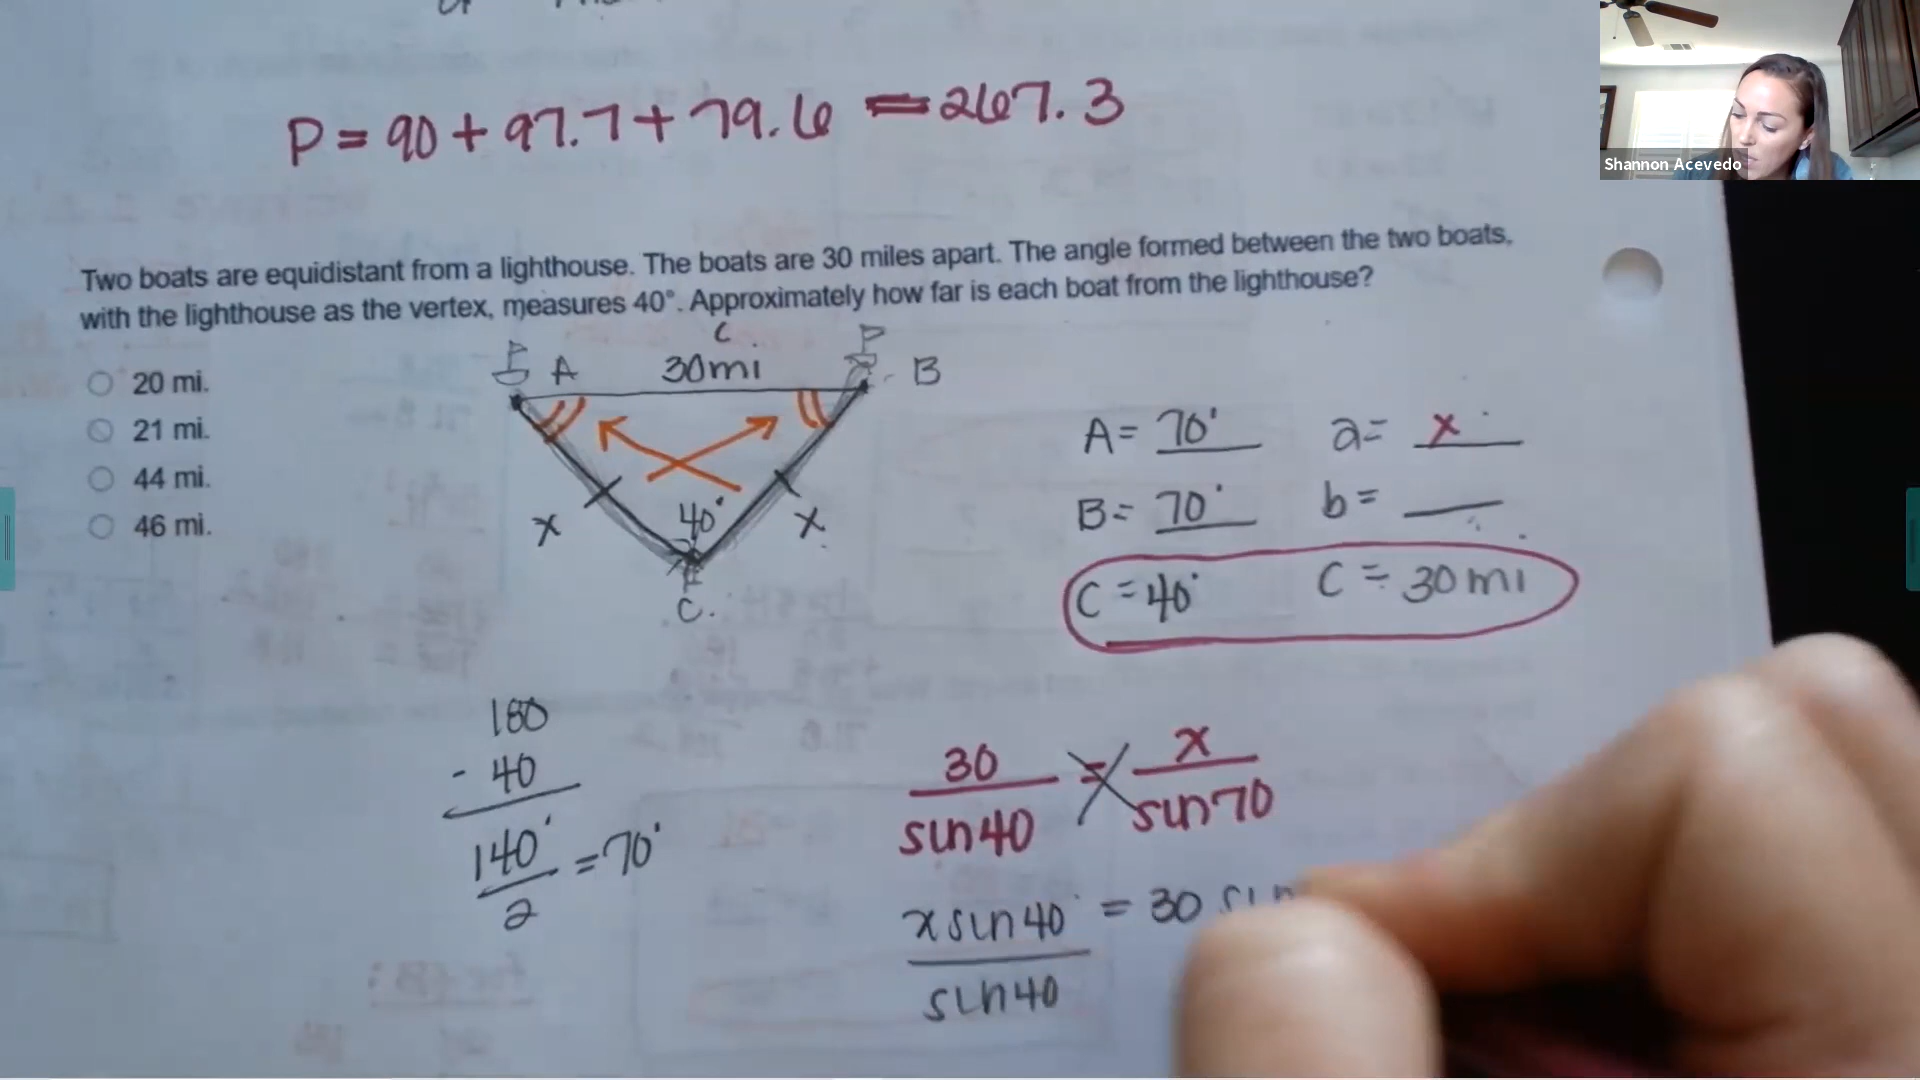 P = 90 + 97.7 + 79.6 = 267.3
Shannon Acevedo
Two boats are equidistant from a lighthouse. The boats are 30 miles apart. The angle formed between the two boats,
with the lighthouse as the vertex, measures 40°. Approximately how far is each boat from the lighthouse?
20 mi.
21 mi.
44 mi.
46 mi.
c
A 30mi B
x 40° x
C.
A = 70° a = x
B = 70° b =
C = 40° C = 30mi
180
- 40
140° = 70°
2
30 = x
sin40 sin70
x sin40° = 30 sin
sin40